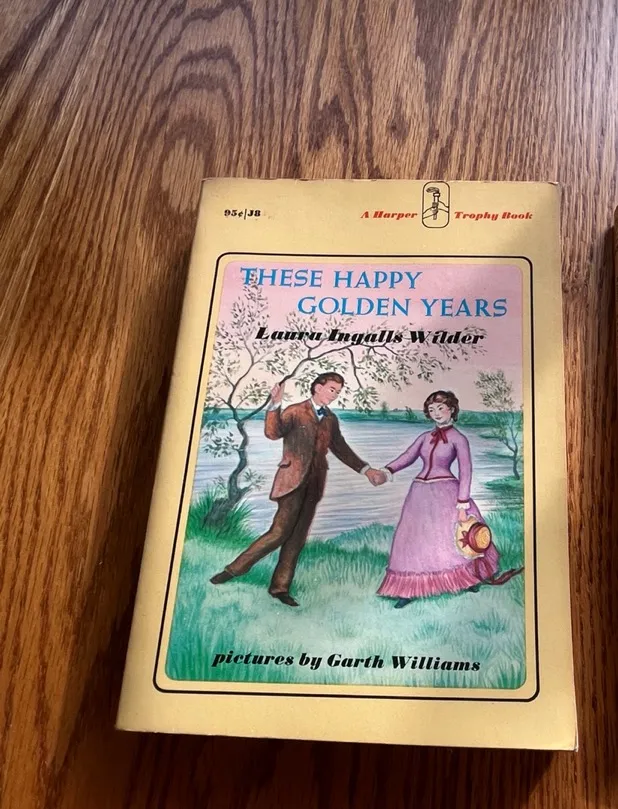 95¢|J8
A Harper Trophy Book
THESE HAPPY
GOLDEN YEARS
Laura Ingalls Wilder
pictures by Garth Williams